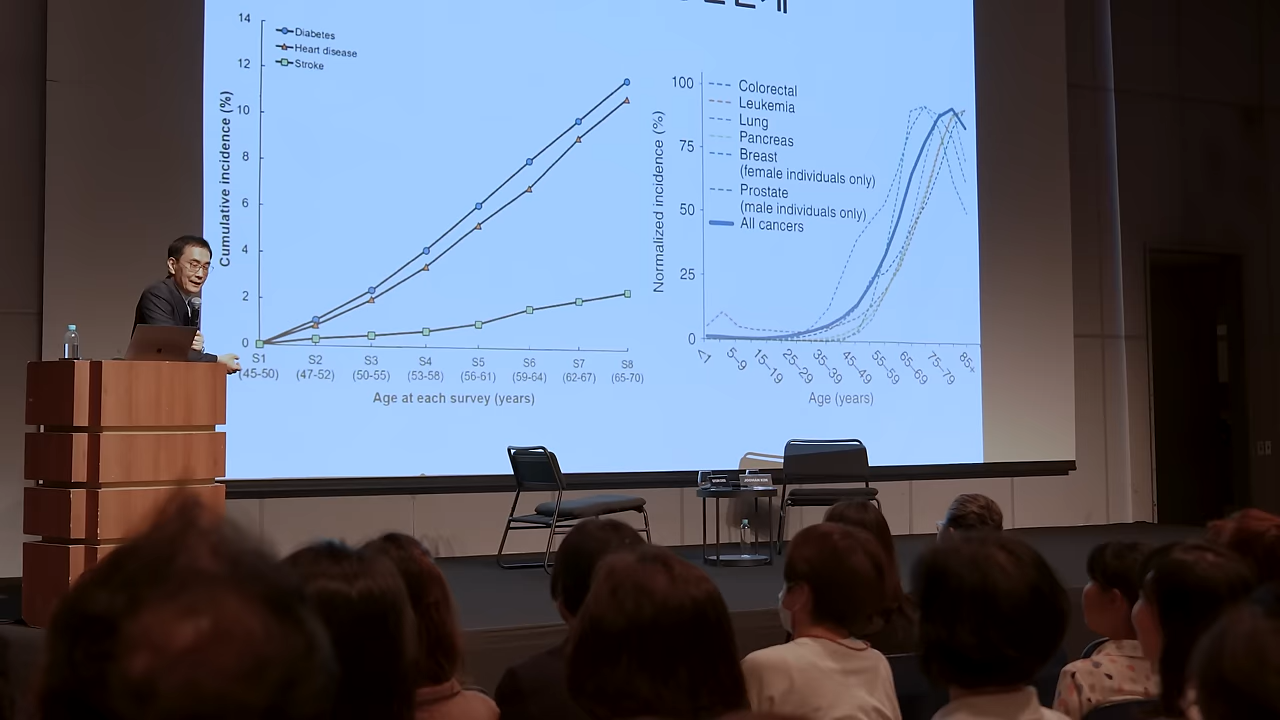 14
12
10
8
6
4
2
0
Cumulative incidence (%)
Diabetes
Heart disease
Stroke
S1 S2 S3 S4 S5 S6 S7 S8
(45-50) (47-52) (50-55) (53-58) (56-61) (59-64) (62-67) (65-70)
Age at each survey (years)
100
75
50
25
0
Normalized incidence (%)
Colorectal
Leukemia
Lung
Pancreas
Breast
(female individuals only)
Prostate
(male individuals only)
All cancers
<1 5–9 15–19 25–29 35–39 45–49 55–59 65–69 75–79 85+
Age (years)